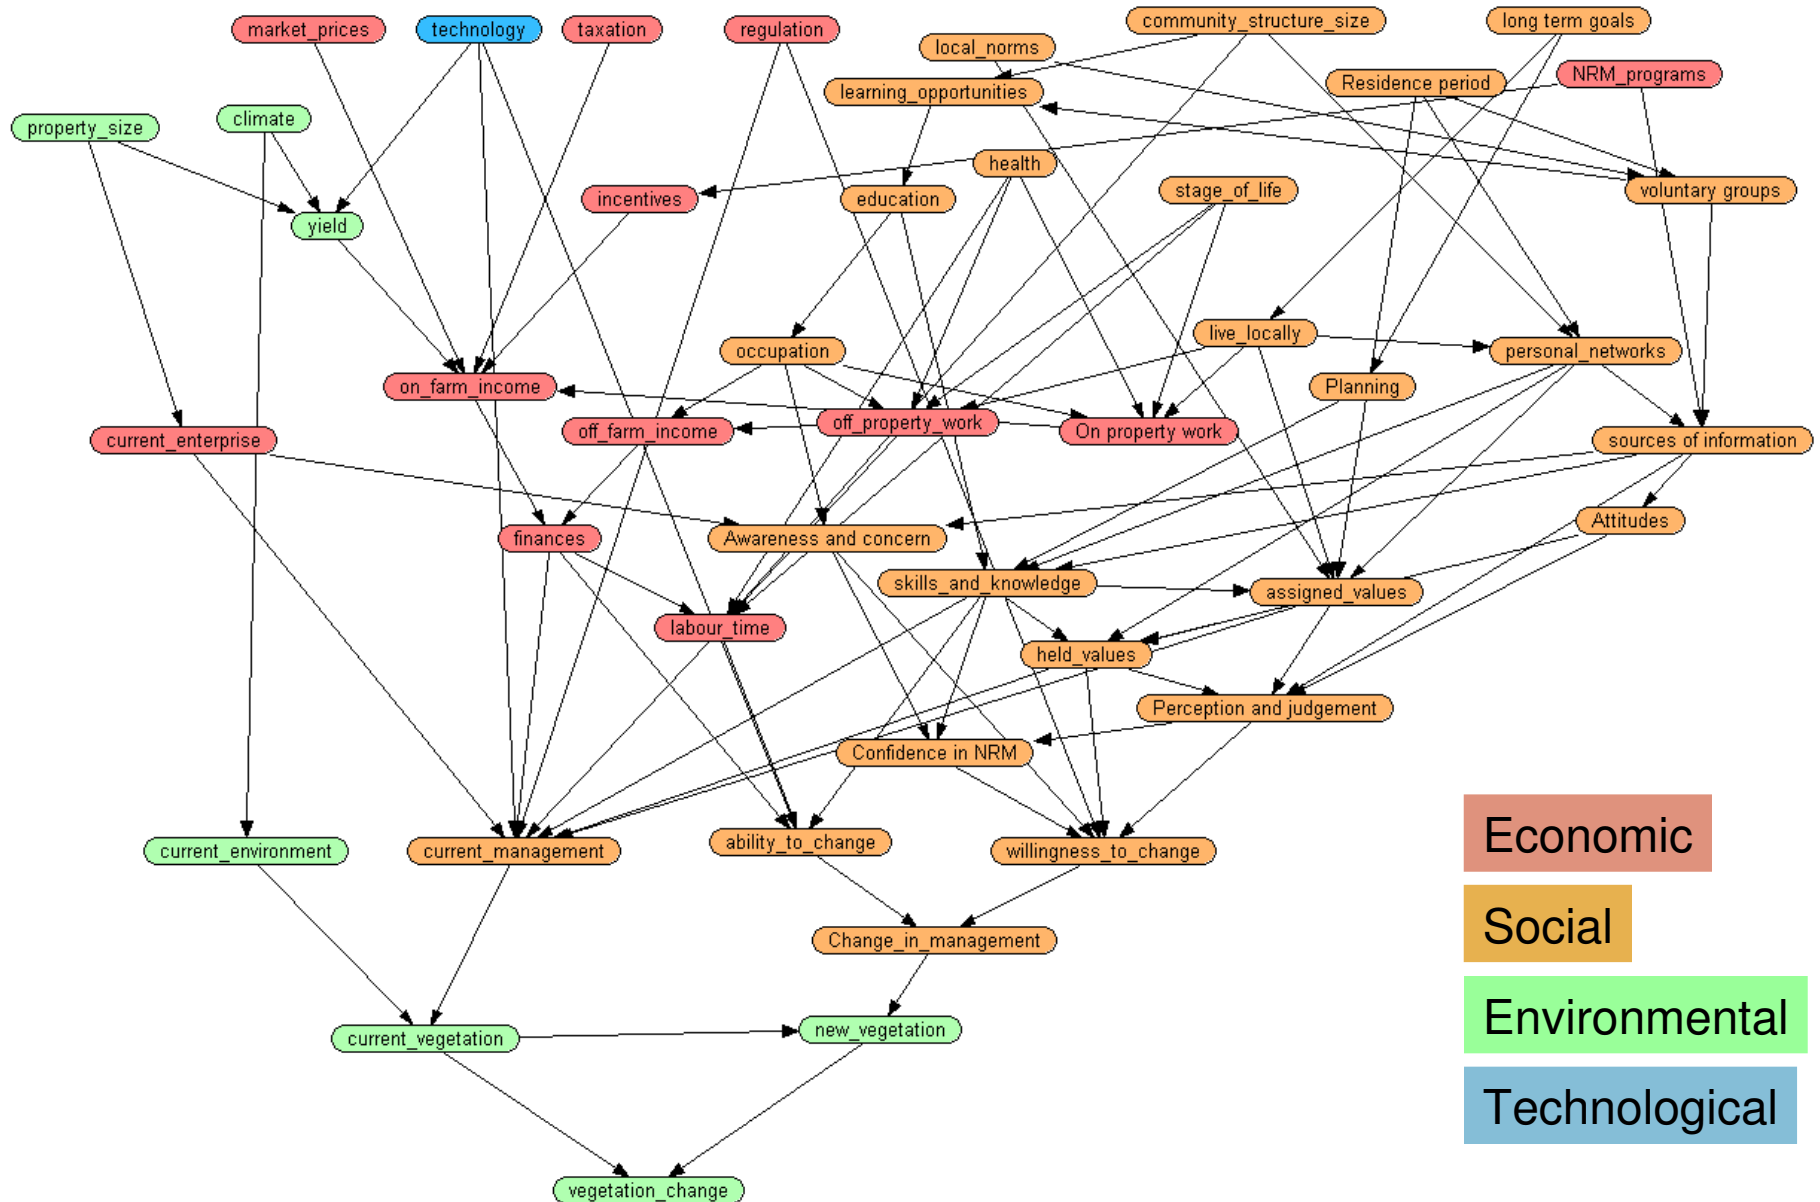 market_prices
technology
taxation
regulation
community_structure_size
long term goals
local_norms
NRM_programs
Residence period
learning_opportunities
climate
property_size
health
stage_of_life
voluntary groups
incentives
education
yield
live_locally
occupation
personal_networks
on_farm_income
Planning
off_farm_income
off_property_work
On property work
current_enterprise
sources of information
Attitudes
finances
Awareness and concern
skills_and_knowledge
assigned_values
labour_time
held_values
Perception and judgement
Confidence in NRM
current_environment
current_management
ability_to_change
willingness_to_change
Change_in_management
current_vegetation
new_vegetation
vegetation_change
Economic
Social
Environmental
Technological